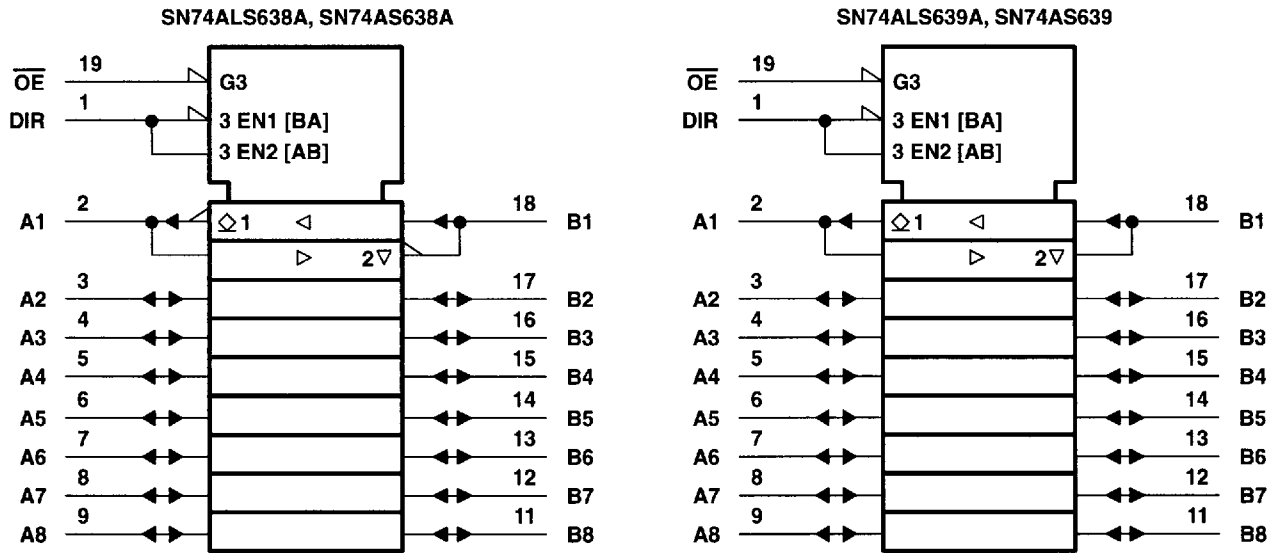 SN74ALS638A, SN74AS638A
OE 19 G3
DIR 1 3 EN1 [BA]
3 EN2 [AB]
A1 2 1 18 B1
2
A2 3 17 B2
A3 4 16 B3
A4 5 15 B4
A5 6 14 B5
A6 7 13 B6
A7 8 12 B7
A8 9 11 B8
SN74ALS639A, SN74AS639
OE 19 G3
DIR 1 3 EN1 [BA]
3 EN2 [AB]
A1 2 1 18 B1
2
A2 3 17 B2
A3 4 16 B3
A4 5 15 B4
A5 6 14 B5
A6 7 13 B6
A7 8 12 B7
A8 9 11 B8